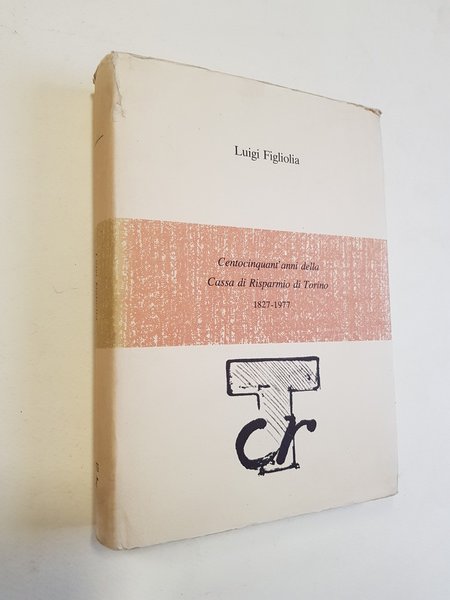 Luigi Figliolia
Centocinquant'anni della
Cassa di Risparmio di Torino
1827-1977
T
cr